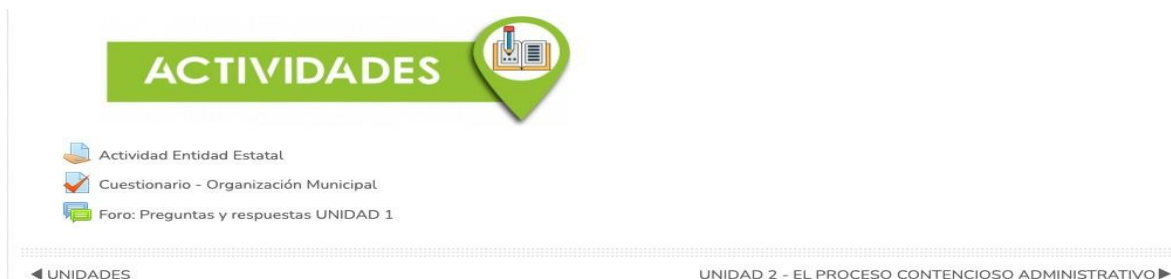 ACTIVIDADES
Actividad Entidad Estatal
Cuestionario - Organización Municipal
Foro: Preguntas y respuestas UNIDAD 1
◀ UNIDADES
UNIDAD 2 - EL PROCESO CONTENCIOSO ADMINISTRATIVO ▶